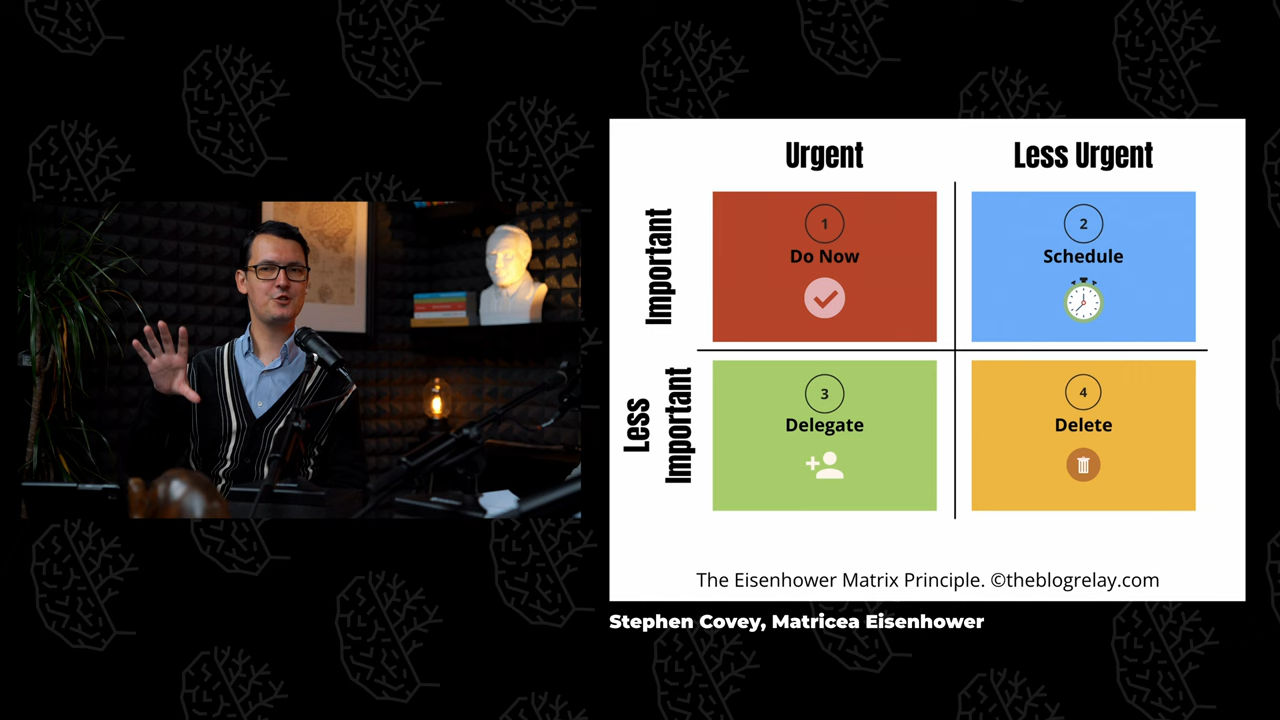 Urgent
Less Urgent
Important
1
Do Now
2
Schedule
Less
Important
3
Delegate
4
Delete
The Eisenhower Matrix Principle. ©theblogrelay.com
Stephen Covey, Matricea Eisenhower